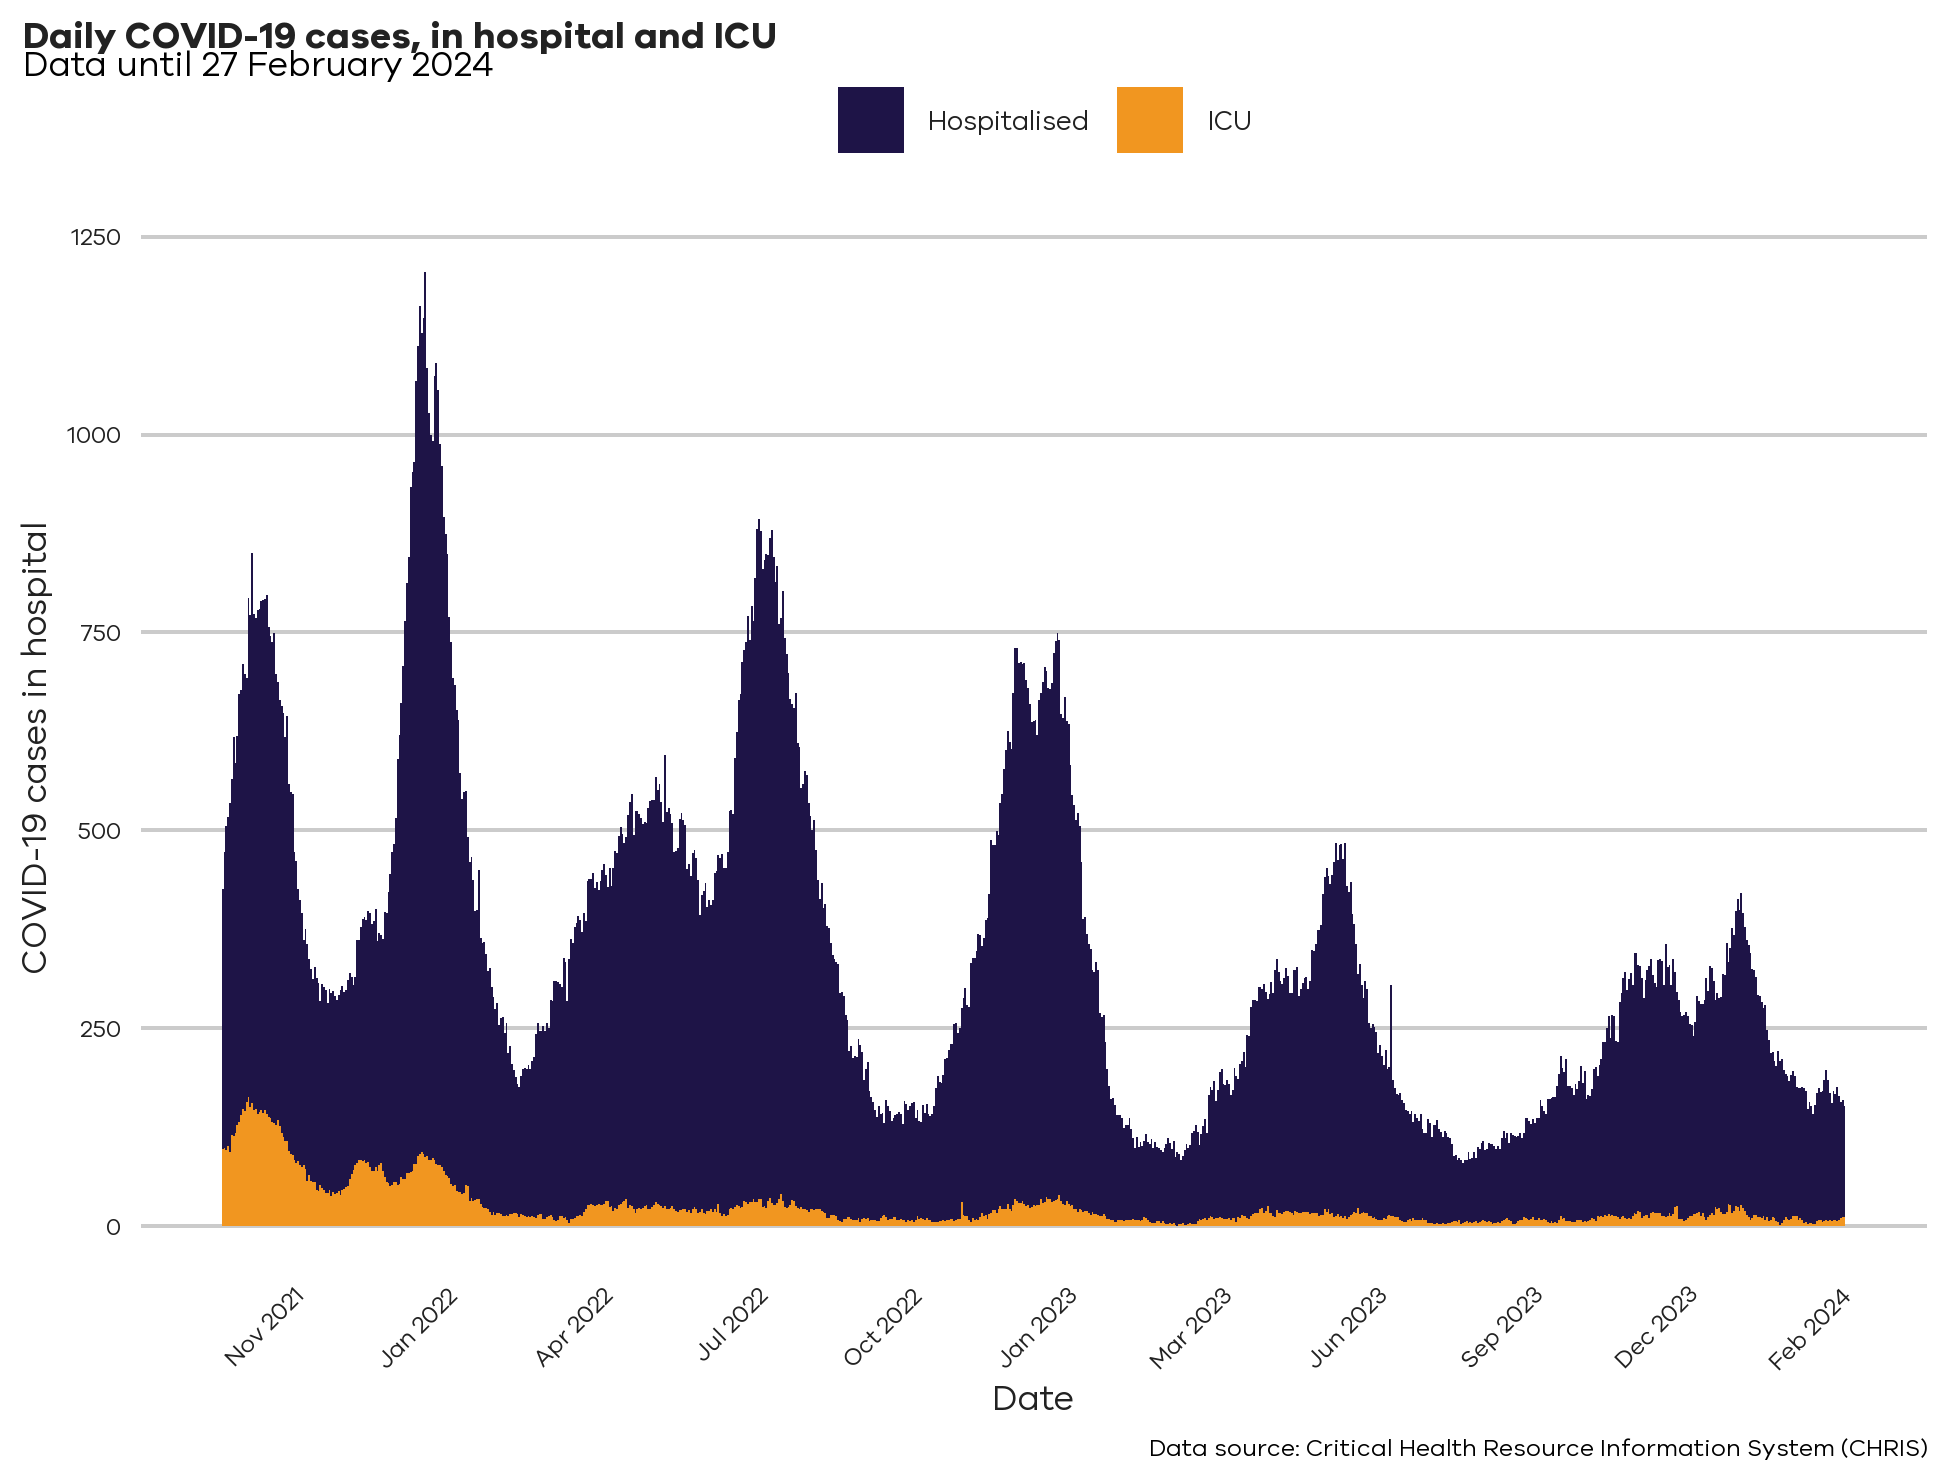 Daily COVID-19 cases, in hospital and ICU
Data until 27 February 2024
Hospitalised ICU
1250
1000
750
500
250
0
COVID-19 cases in hospital
Nov 2021 Jan 2022 Apr 2022 Jul 2022 Oct 2022 Jan 2023 Mar 2023 Jun 2023 Sep 2023 Dec 2023 Feb 2024
Date
Data source: Critical Health Resource Information System (CHRIS)